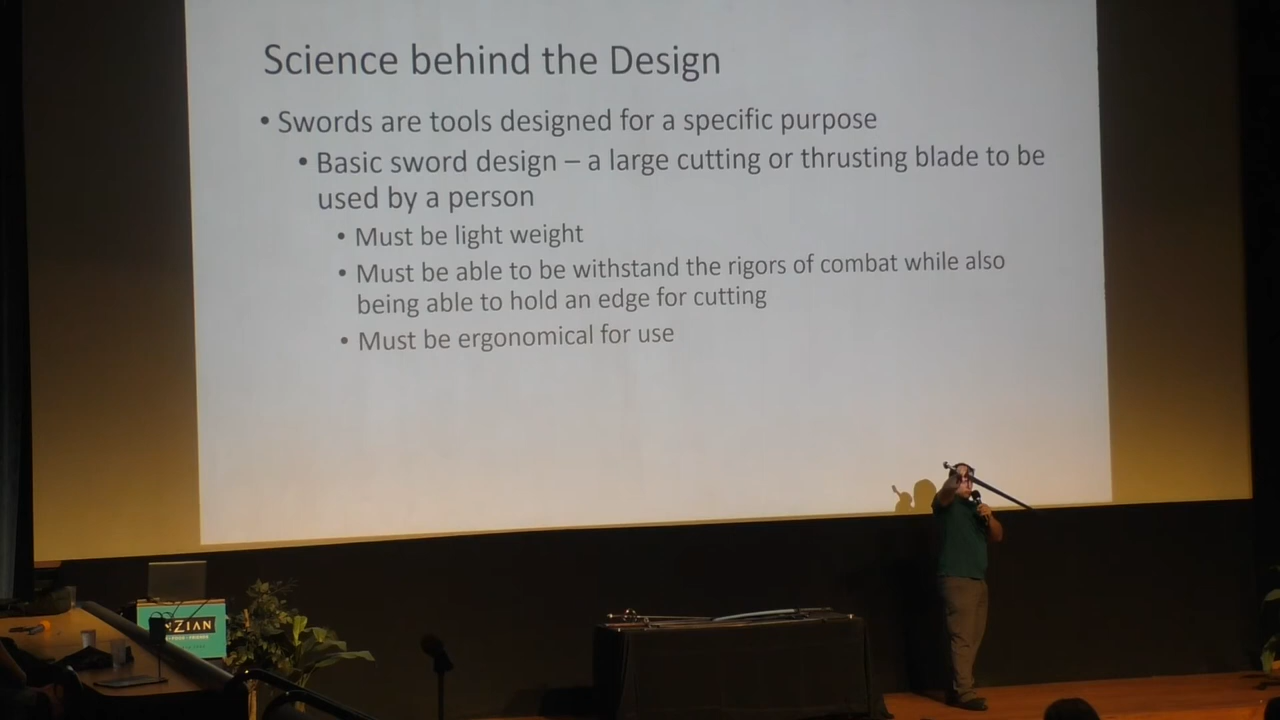 Science behind the Design
• Swords are tools designed for a specific purpose
• Basic sword design – a large cutting or thrusting blade to be
used by a person
• Must be light weight
• Must be able to be withstand the rigors of combat while also
being able to hold an edge for cutting
• Must be ergonomical for use
NZIAN